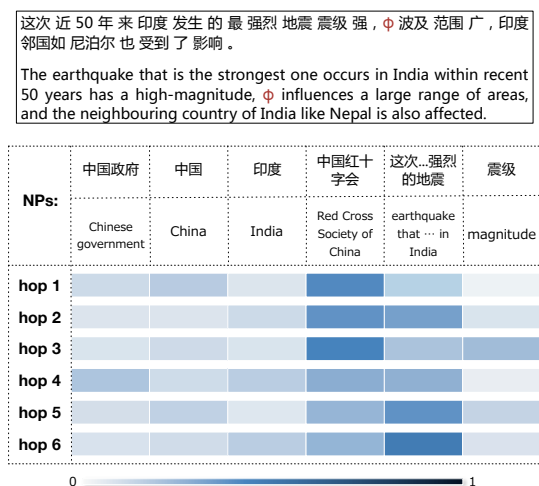 这次 近 50 年 来 印度 发生 的 最 强烈 地震 震级 强 , ф 波及 范围 广 , 印度
邻国如 尼泊尔 也 受到 了 影响 。
The earthquake that is the strongest one occurs in India within recent
50 years has a high-magnitude, ф influences a large range of areas,
and the neighbouring country of India like Nepal is also affected.
NPs:
中国政府 中国 印度 中国红十字会 这次...强烈的地震 震级
Chinese government China India Red Cross Society of China earthquake that ··· in India magnitude
hop 1
hop 2
hop 3
hop 4
hop 5
hop 6
0 1